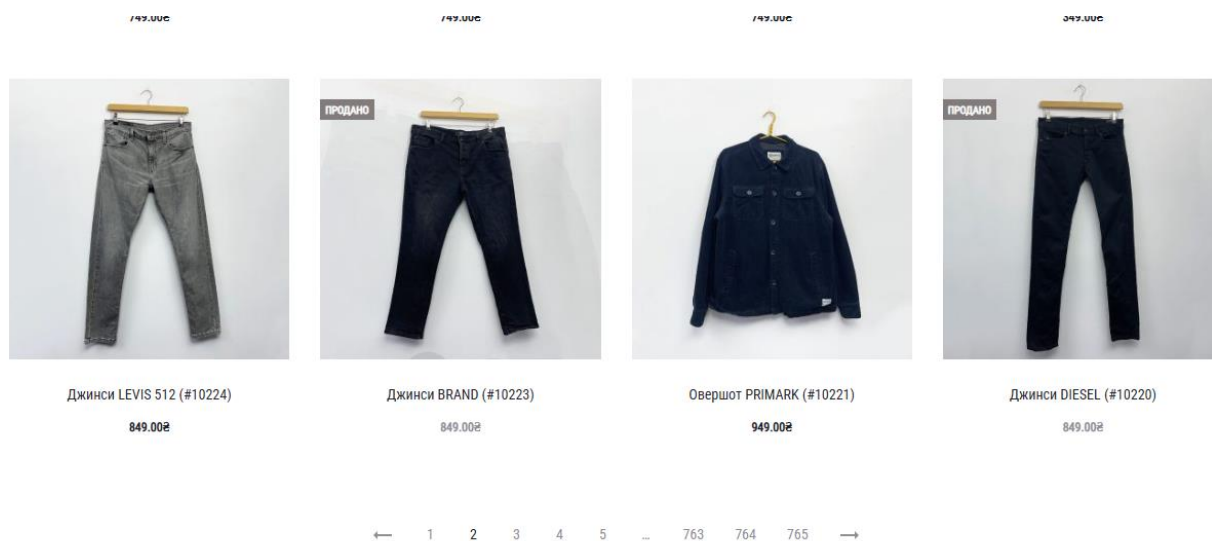 749.00₴ 749.00₴ 749.00₴ 349.00₴
ПРОДАНО ПРОДАНО
Джинси LEVIS 512 (#10224) Джинси BRAND (#10223) Овершот PRIMARK (#10221) Джинси DIESEL (#10220)
849.00₴ 849.00₴ 949.00₴ 849.00₴
← 1 2 3 4 5 … 763 764 765 →